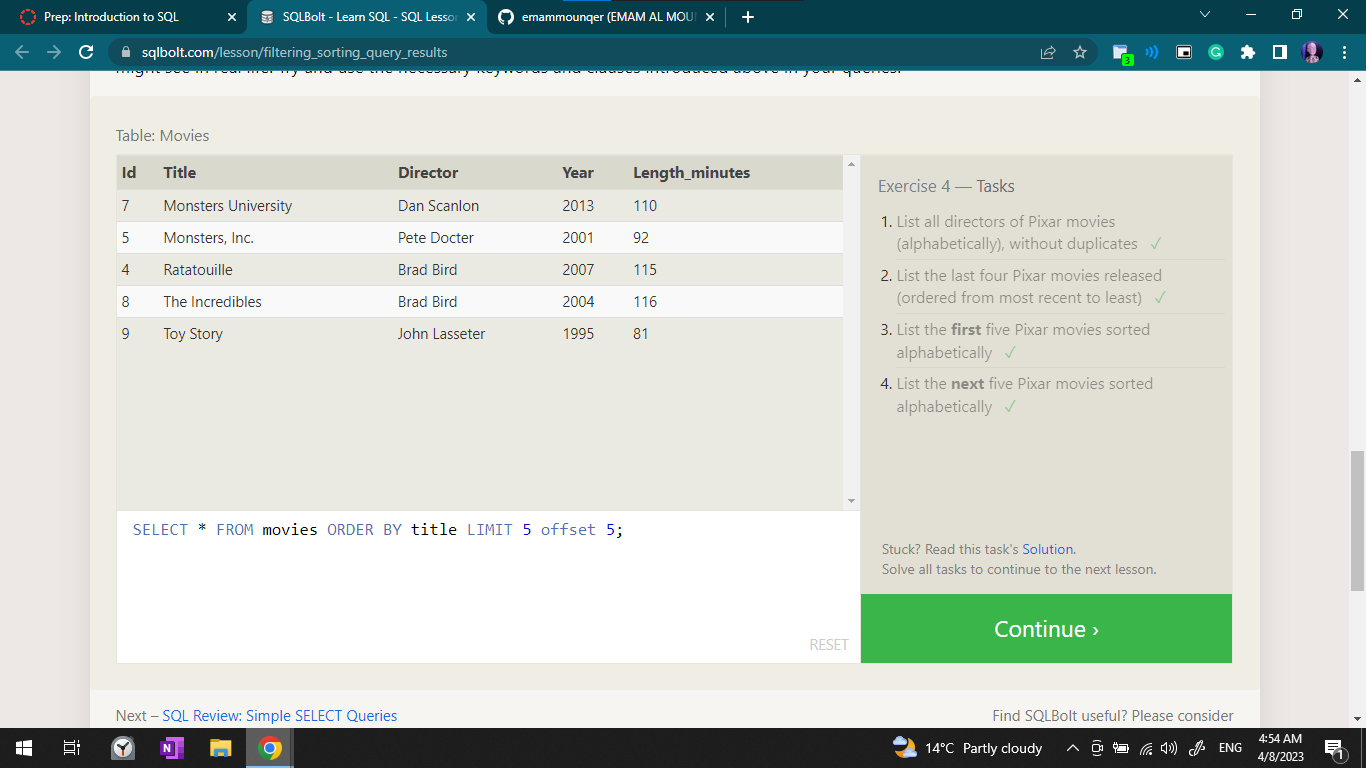 Prep: Introduction to SQL
SQLBolt - Learn SQL - SQL Lesson
emammounqer (EMAM AL MOUN
sqlbolt.com/lesson/filtering_sorting_query_results
3
Table: Movies
Id Title Director Year Length_minutes
7 Monsters University Dan Scanlon 2013 110
5 Monsters, Inc. Pete Docter 2001 92
4 Ratatouille Brad Bird 2007 115
8 The Incredibles Brad Bird 2004 116
9 Toy Story John Lasseter 1995 81
SELECT * FROM movies ORDER BY title LIMIT 5 offset 5;
RESET
Exercise 4 — Tasks
1. List all directors of Pixar movies
(alphabetically), without duplicates ✓
2. List the last four Pixar movies released
(ordered from most recent to least) ✓
3. List the first five Pixar movies sorted
alphabetically ✓
4. List the next five Pixar movies sorted
alphabetically ✓
Stuck? Read this task's Solution.
Solve all tasks to continue to the next lesson.
Continue ›
Next – SQL Review: Simple SELECT Queries
Find SQLBolt useful? Please consider
14°C Partly cloudy
ENG
4:54 AM
4/8/2023
1